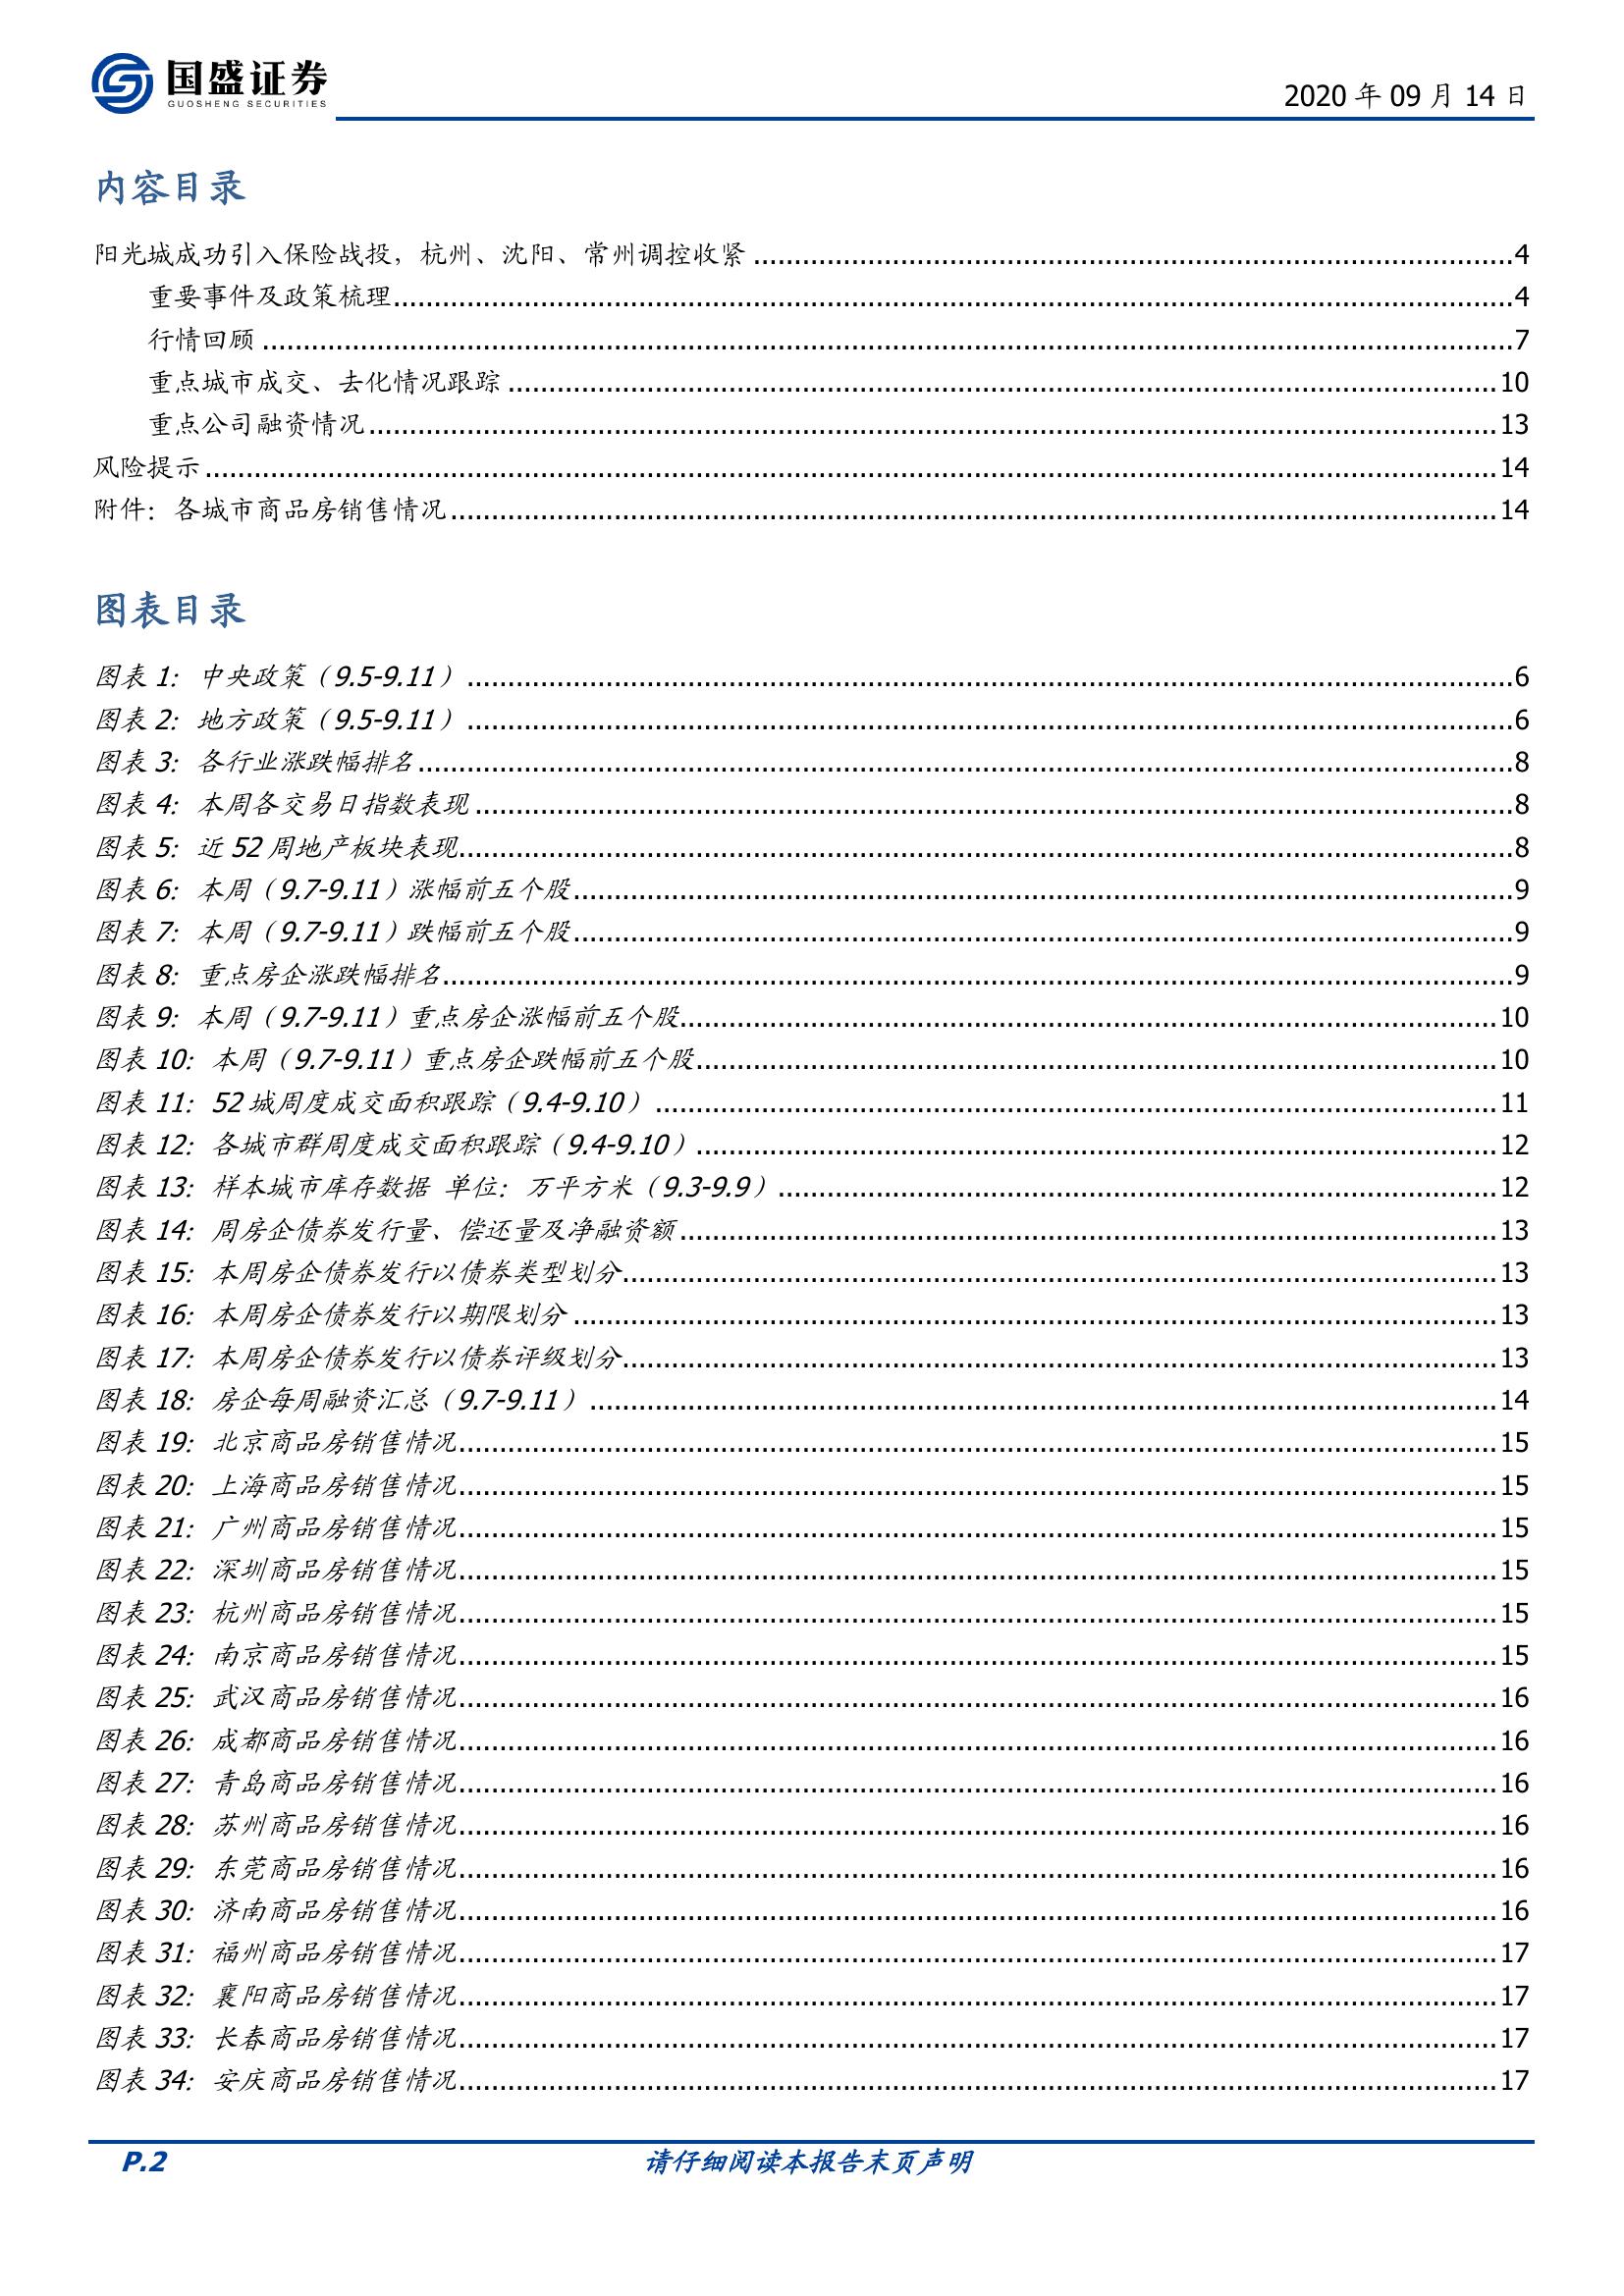 国盛证券
GUOSHENG SECURITIES
2020 年 09 月 14 日
内容目录
阳光城成功引入保险战投，杭州、沈阳、常州调控收紧 ........ 4
重要事件及政策梳理 ........ 4
行情回顾 ........ 7
重点城市成交、去化情况跟踪 ........ 10
重点公司融资情况 ........ 13
风险提示 ........ 14
附件：各城市商品房销售情况 ........ 14
图表目录
图表 1：中央政策（9.5-9.11） ........ 6
图表 2：地方政策（9.5-9.11） ........ 6
图表 3：各行业涨跌幅排名 ........ 8
图表 4：本周各交易日指数表现 ........ 8
图表 5：近 52 周地产板块表现 ........ 8
图表 6：本周（9.7-9.11）涨幅前五个股 ........ 9
图表 7：本周（9.7-9.11）跌幅前五个股 ........ 9
图表 8：重点房企涨跌幅排名 ........ 9
图表 9：本周（9.7-9.11）重点房企涨幅前五个股 ........ 10
图表 10：本周（9.7-9.11）重点房企跌幅前五个股 ........ 10
图表 11：52 城周度成交面积跟踪（9.4-9.10） ........ 11
图表 12：各城市群周度成交面积跟踪（9.4-9.10） ........ 12
图表 13：样本城市库存数据 单位：万平方米（9.3-9.9） ........ 12
图表 14：周房企债券发行量、偿还量及净融资额 ........ 13
图表 15：本周房企债券发行以债券类型划分 ........ 13
图表 16：本周房企债券发行以期限划分 ........ 13
图表 17：本周房企债券发行以债券评级划分 ........ 13
图表 18：房企每周融资汇总（9.7-9.11） ........ 14
图表 19：北京商品房销售情况 ........ 15
图表 20：上海商品房销售情况 ........ 15
图表 21：广州商品房销售情况 ........ 15
图表 22：深圳商品房销售情况 ........ 15
图表 23：杭州商品房销售情况 ........ 15
图表 24：南京商品房销售情况 ........ 15
图表 25：武汉商品房销售情况 ........ 16
图表 26：成都商品房销售情况 ........ 16
图表 27：青岛商品房销售情况 ........ 16
图表 28：苏州商品房销售情况 ........ 16
图表 29：东莞商品房销售情况 ........ 16
图表 30：济南商品房销售情况 ........ 16
图表 31：福州商品房销售情况 ........ 17
图表 32：襄阳商品房销售情况 ........ 17
图表 33：长春商品房销售情况 ........ 17
图表 34：安庆商品房销售情况 ........ 17
P.2 请仔细阅读本报告末页声明